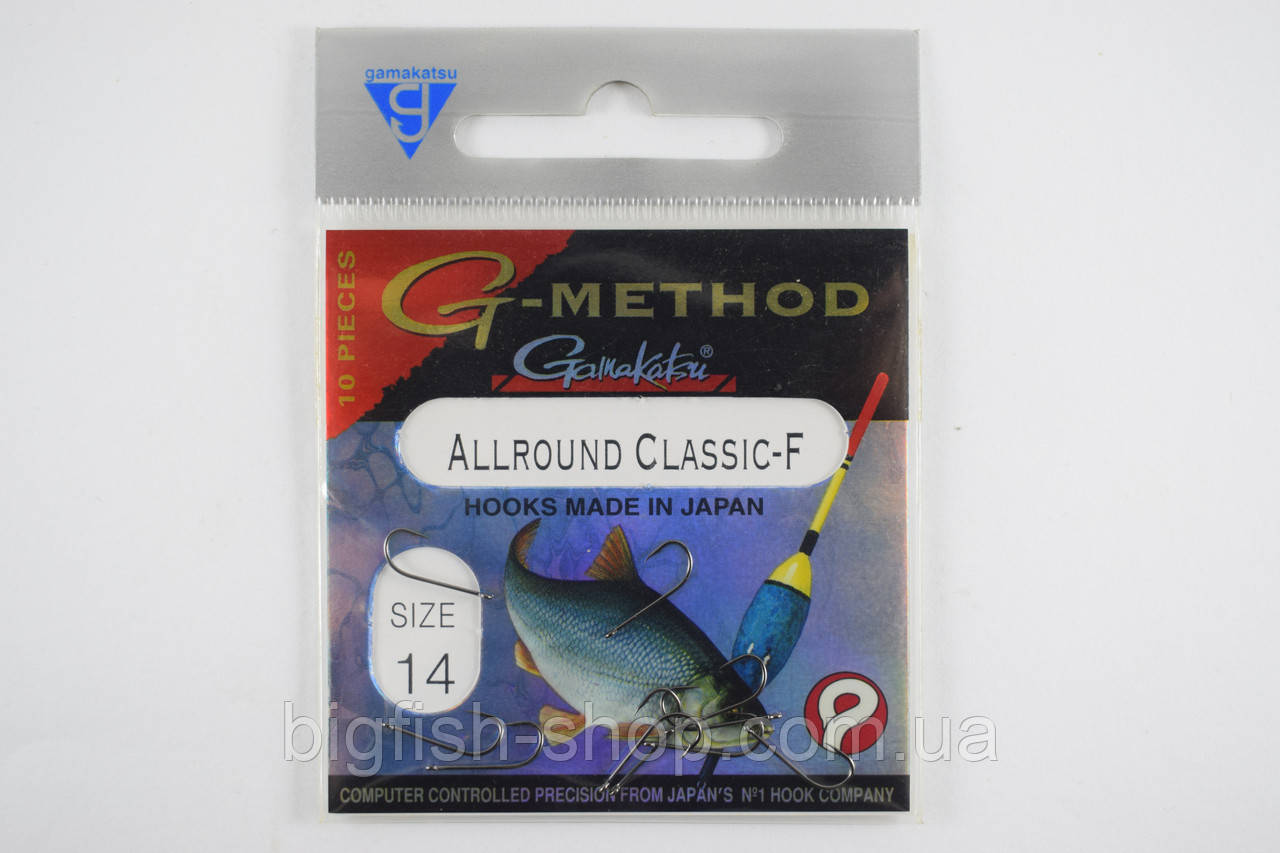 gamakatsu
10 PIECES
G-METHOD
Gamakatsu®
ALLROUND CLASSIC-F
HOOKS MADE IN JAPAN
SIZE
14
bigfish-shop.com.ua
COMPUTER CONTROLLED PRECISION FROM JAPAN'S Nº1 HOOK COMPANY